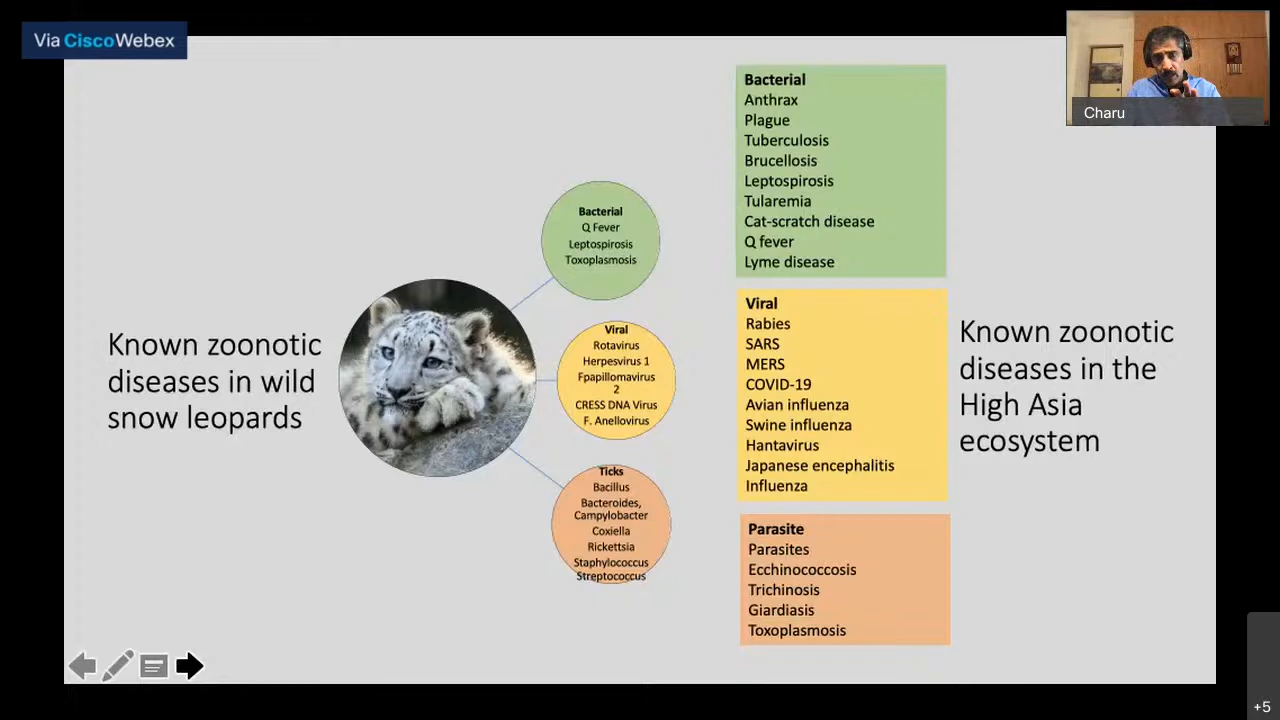 Via Cisco Webex
Charu
Known zoonotic
diseases in wild
snow leopards
Bacterial
Q Fever
Leptospirosis
Toxoplasmosis
Viral
Rotavirus
Herpesvirus 1
Fpapillomavirus
2
CRESS DNA Virus
F. Anellovirus
Ticks
Bacillus
Bacteroides,
Campylobacter
Coxiella
Rickettsia
Staphylococcus
Streptococcus
Bacterial
Anthrax
Plague
Tuberculosis
Brucellosis
Leptospirosis
Tularemia
Cat-scratch disease
Q fever
Lyme disease
Viral
Rabies
SARS
MERS
COVID-19
Avian influenza
Swine influenza
Hantavirus
Japanese encephalitis
Influenza
Parasite
Parasites
Ecchinococcosis
Trichinosis
Giardiasis
Toxoplasmosis
Known zoonotic
diseases in the
High Asia
ecosystem
+5